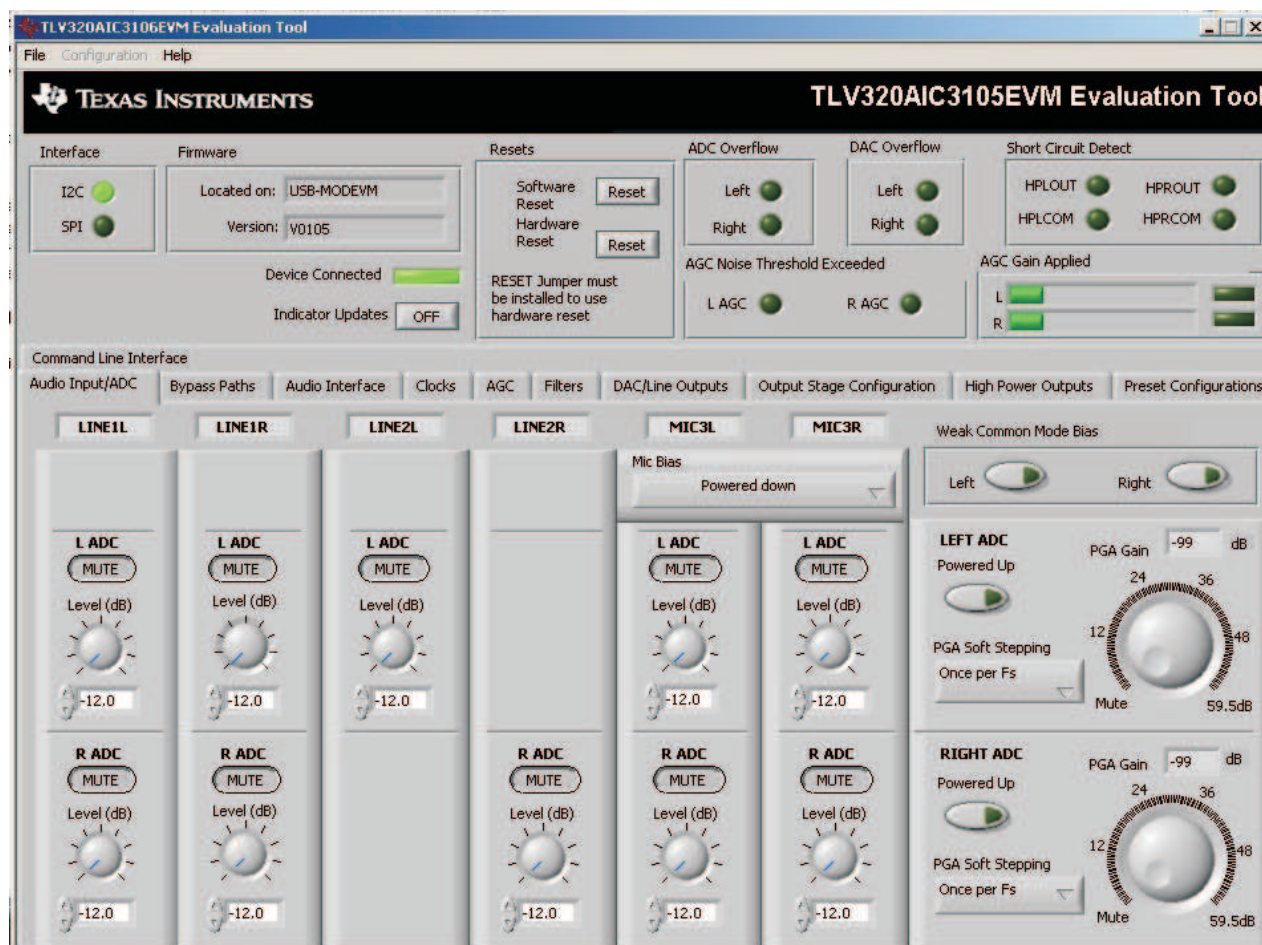 TLV320AIC3106EVM Evaluation Tool
File Configuration Help
TEXAS INSTRUMENTS
TLV320AIC3105EVM Evaluation Tool
Interface
I2C
SPI
Firmware
Located on: USB-MODEVM
Version: V0105
Device Connected
Indicator Updates OFF
Resets
Software Reset Reset
Hardware Reset Reset
RESET Jumper must
be installed to use
hardware reset
ADC Overflow
Left
Right
DAC Overflow
Left
Right
Short Circuit Detect
HPLOUT HPROUT
HPLCOM HPRCOM
AGC Noise Threshold Exceeded
L AGC R AGC
AGC Gain Applied
L
R
Command Line Interface
Audio Input/ADC Bypass Paths Audio Interface Clocks AGC Filters DAC/Line Outputs Output Stage Configuration High Power Outputs Preset Configurations
LINE1L LINE1R LINE2L LINE2R MIC3L MIC3R
Mic Bias
Powered down
Weak Common Mode Bias
Left Right
L ADC L ADC L ADC L ADC L ADC
MUTE MUTE MUTE MUTE MUTE
Level (dB) Level (dB) Level (dB) Level (dB) Level (dB)
-12.0 -12.0 -12.0 -12.0 -12.0
LEFT ADC
Powered Up
PGA Gain -99 dB
PGA Soft Stepping
Once per Fs
24 36
12 48
Mute 59.5dB
R ADC R ADC R ADC R ADC R ADC
MUTE MUTE MUTE MUTE MUTE
Level (dB) Level (dB) Level (dB) Level (dB) Level (dB)
-12.0 -12.0 -12.0 -12.0 -12.0
RIGHT ADC
Powered Up
PGA Gain -99 dB
PGA Soft Stepping
Once per Fs
24 36
12 48
Mute 59.5dB